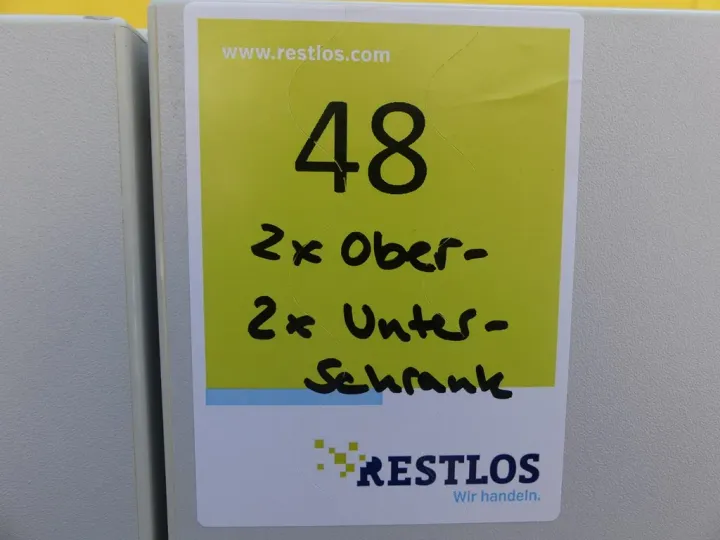 www.restlos.com
48
2x Ober-
2x Unter-
Schrank
RESTLOS
Wir handeln.